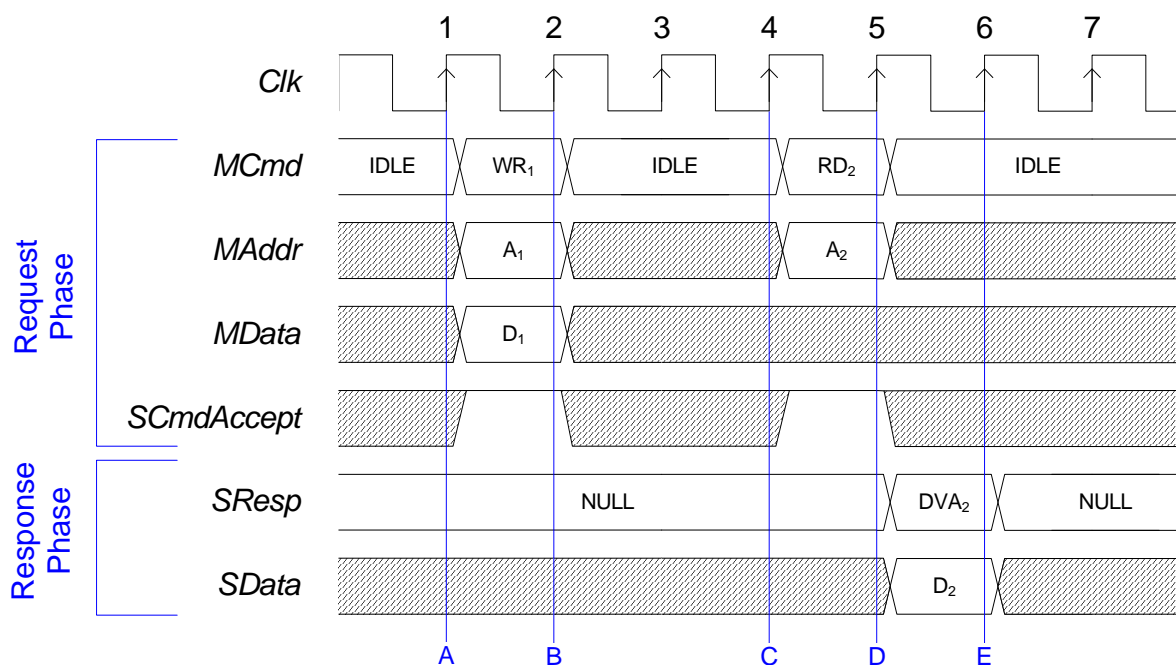 1 2 3 4 5 6 7
Clk
MCmd IDLE WR₁ IDLE RD₂ IDLE
MAddr A₁ A₂
MData D₁
SCmdAccept
SResp NULL DVA₂ NULL
SData D₂
Request
Phase
Response
Phase
A B C D E